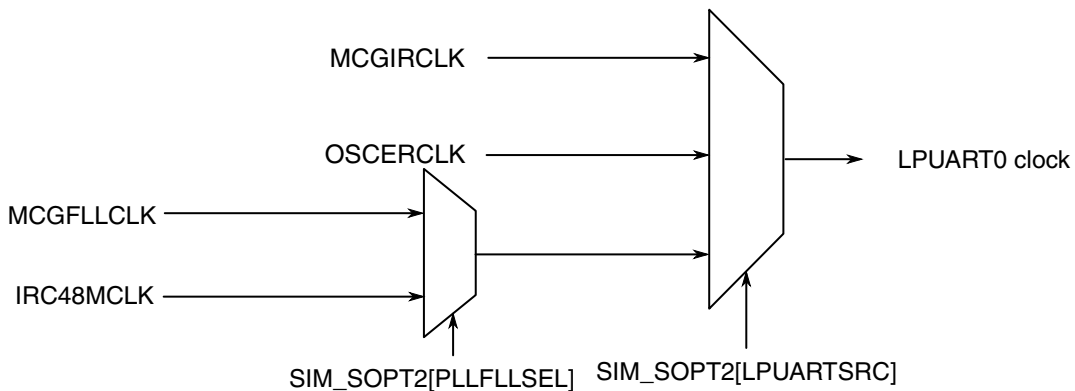 MCGIRCLK
OSCERCLK
LPUART0 clock
MCGFLLCLK
IRC48MCLK
SIM_SOPT2[PLLFLLSEL]
SIM_SOPT2[LPUARTSRC]